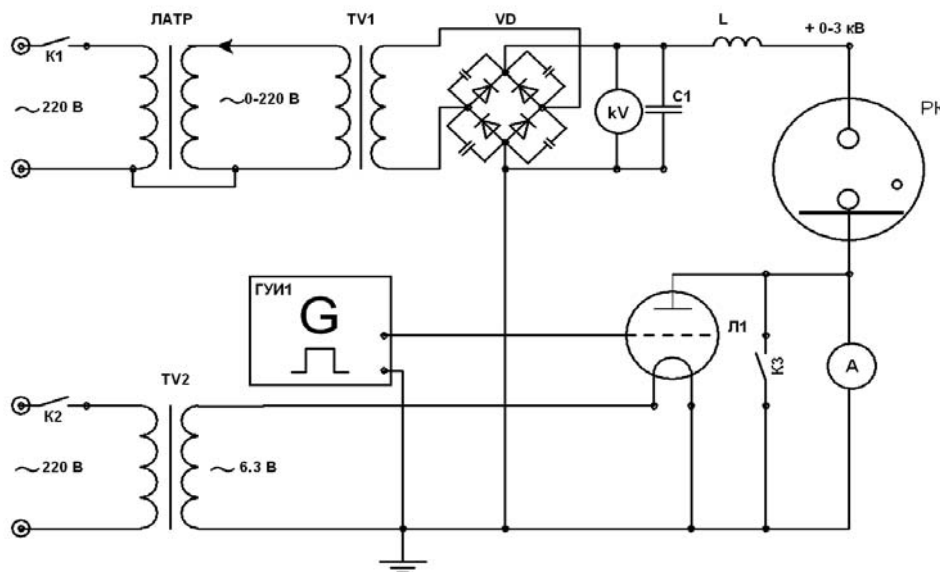 ЛАТР
TV1
VD
L
+ 0-3 кВ
К1
~ 220 В
~0-220 В
kV
C1
ГУИ1
G
Л1
К3
A
TV2
К2
~ 220 В
~ 6.3 В